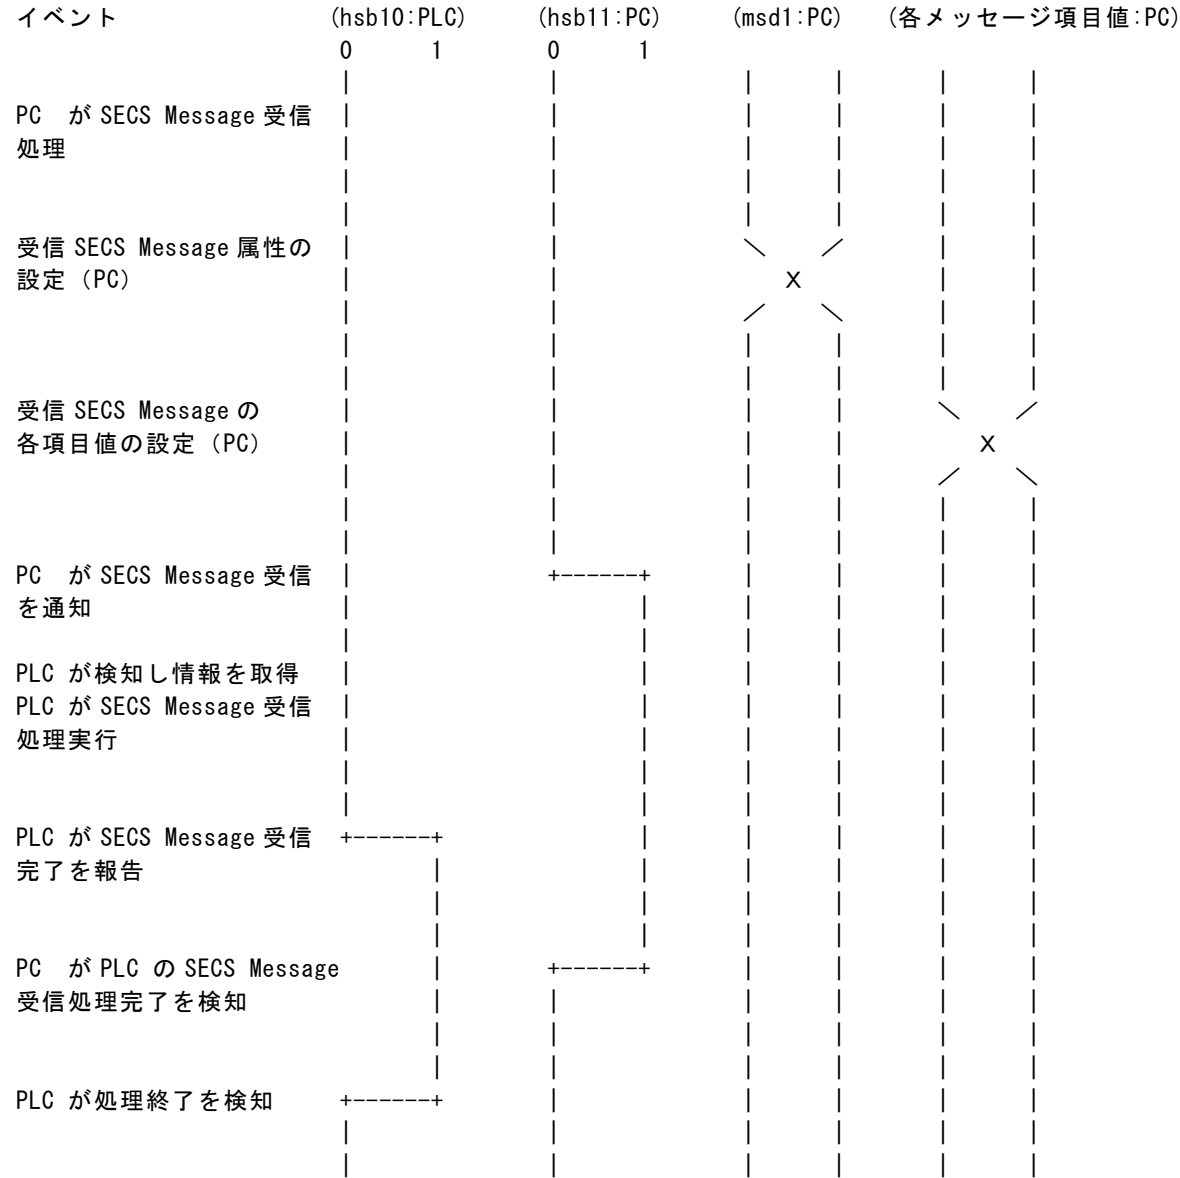 イベント (hsb10:PLC) (hsb11:PC) (msd1:PC) (各メッセージ項目値:PC)
0 1 0 1
PC が SECS Message 受信
処理
受信 SECS Message 属性の
設定（PC）
X
受信 SECS Message の
各項目値の設定（PC）
X
PC が SECS Message 受信
を通知
PLC が検知し情報を取得
PLC が SECS Message 受信
処理実行
PLC が SECS Message 受信
完了を報告
PC が PLC の SECS Message
受信処理完了を検知
PLC が処理終了を検知